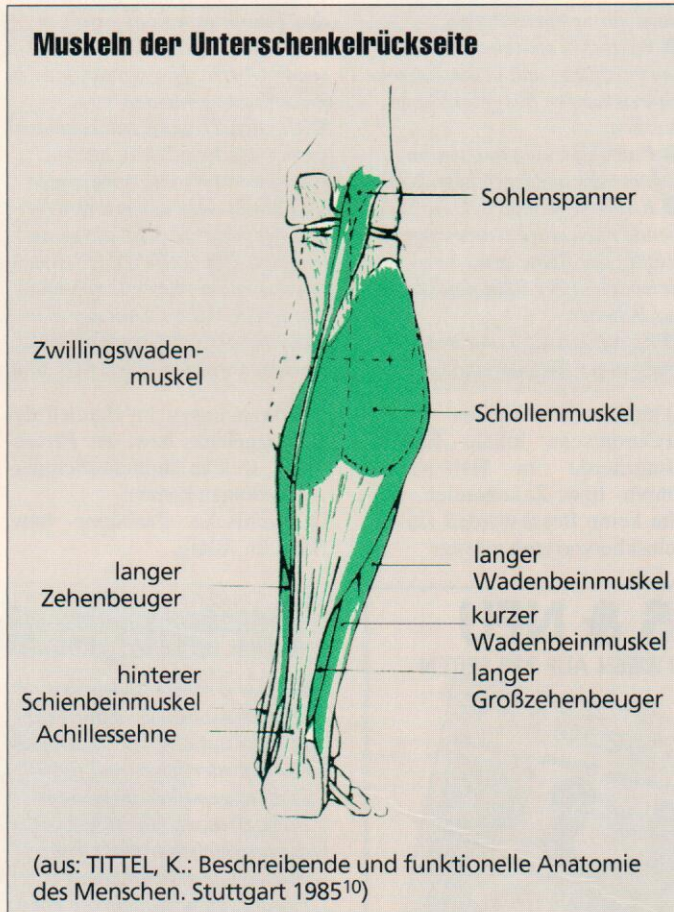 Muskeln der Unterschenkelrückseite
Sohlenspanner
Zwillingswaden-
muskel
Schollenmuskel
langer
Zehenbeuger
langer
Wadenbeinmuskel
kurzer
Wadenbeinmuskel
hinterer
Schienbeinmuskel
langer
Großzehenbeuger
Achillessehne
(aus: TITTEL, K.: Beschreibende und funktionelle Anatomie
des Menschen. Stuttgart 1985¹⁰)